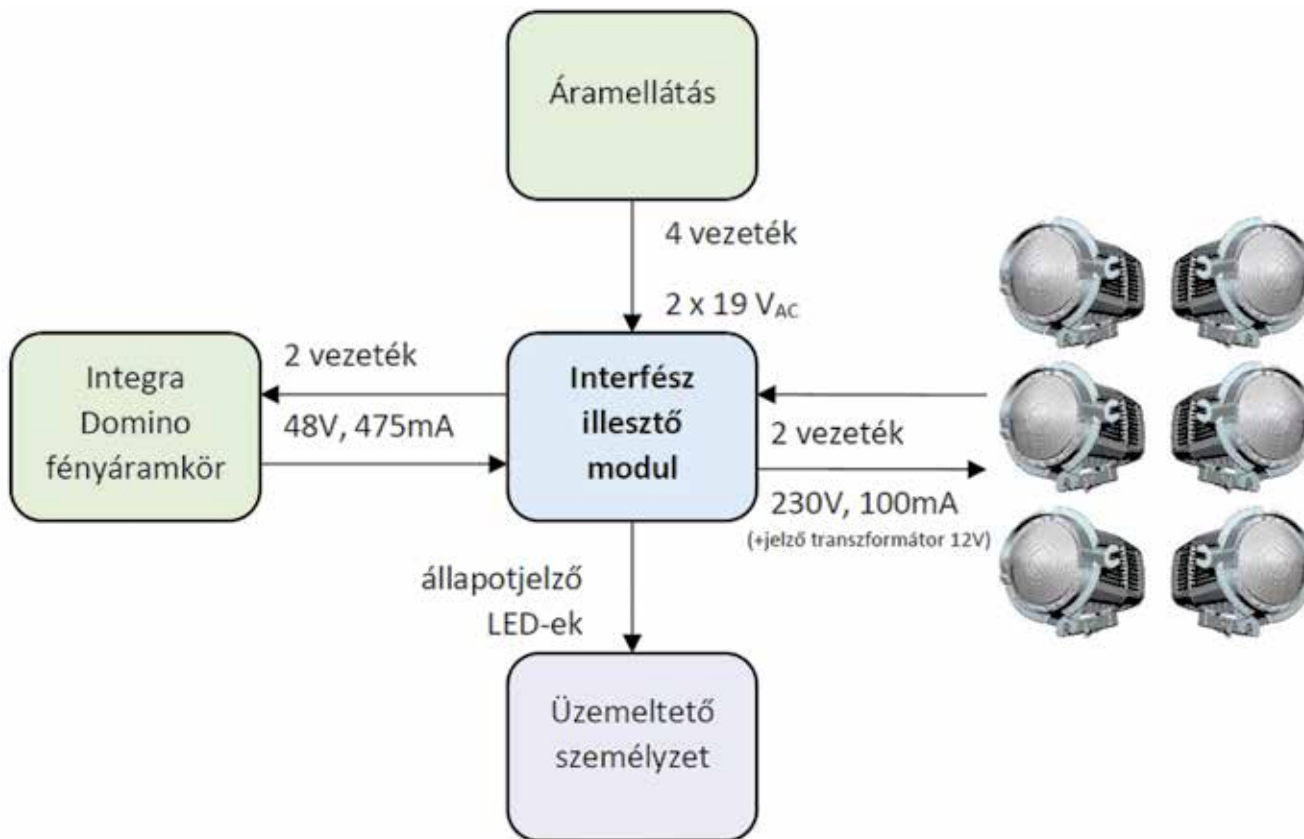 Áramellátás
4 vezeték
2 x 19 VAC
Integra
Domino
fényáramkör
2 vezeték
48V, 475mA
Interfész
illesztő
modul
2 vezeték
230V, 100mA
(+jelző transzformátor 12V)
állapotjelző
LED-ek
Üzemeltető
személyzet